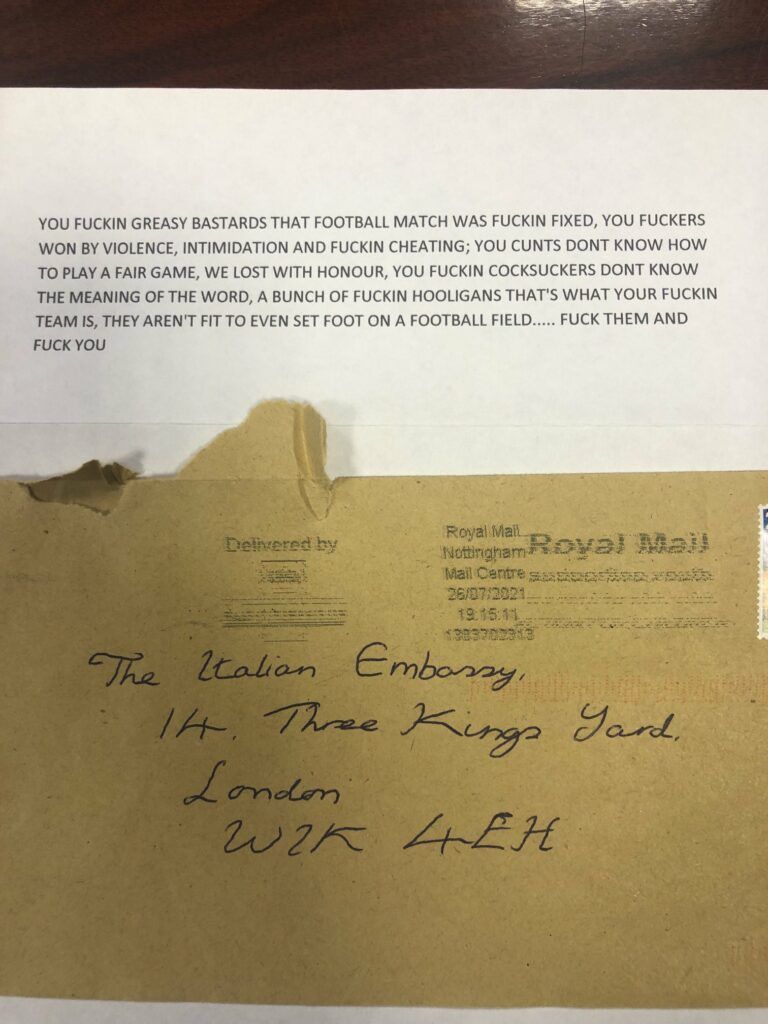 YOU FUCKIN GREASY BASTARDS THAT FOOTBALL MATCH WAS FUCKIN FIXED, YOU FUCKERS
WON BY VIOLENCE, INTIMIDATION AND FUCKIN CHEATING; YOU CUNTS DONT KNOW HOW
TO PLAY A FAIR GAME, WE LOST WITH HONOUR, YOU FUCKIN COCKSUCKERS DONT KNOW
THE MEANING OF THE WORD, A BUNCH OF FUCKIN HOOLIGANS THAT'S WHAT YOUR FUCKIN
TEAM IS, THEY AREN'T FIT TO EVEN SET FOOT ON A FOOTBALL FIELD..... FUCK THEM AND
FUCK YOU
Delivered by
Royal Mail
Nottingham
Mail Centre
26/07/2021
19:15:11
Royal Mail
The Italian Embassy,
14, Three Kings Yard,
London
W1K 4EH